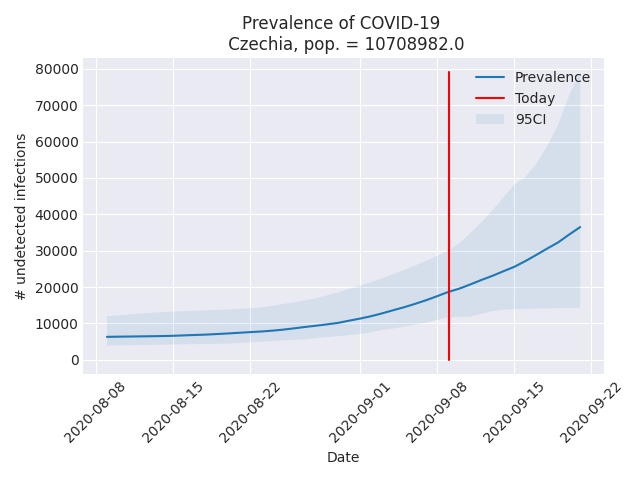 Prevalence of COVID-19
Czechia, pop. = 10708982.0
80000
70000
60000
50000
40000
30000
20000
10000
0
# undetected infections
Prevalence
Today
95CI
2020-08-08
2020-08-15
2020-08-22
2020-09-01
2020-09-08
2020-09-15
2020-09-22
Date